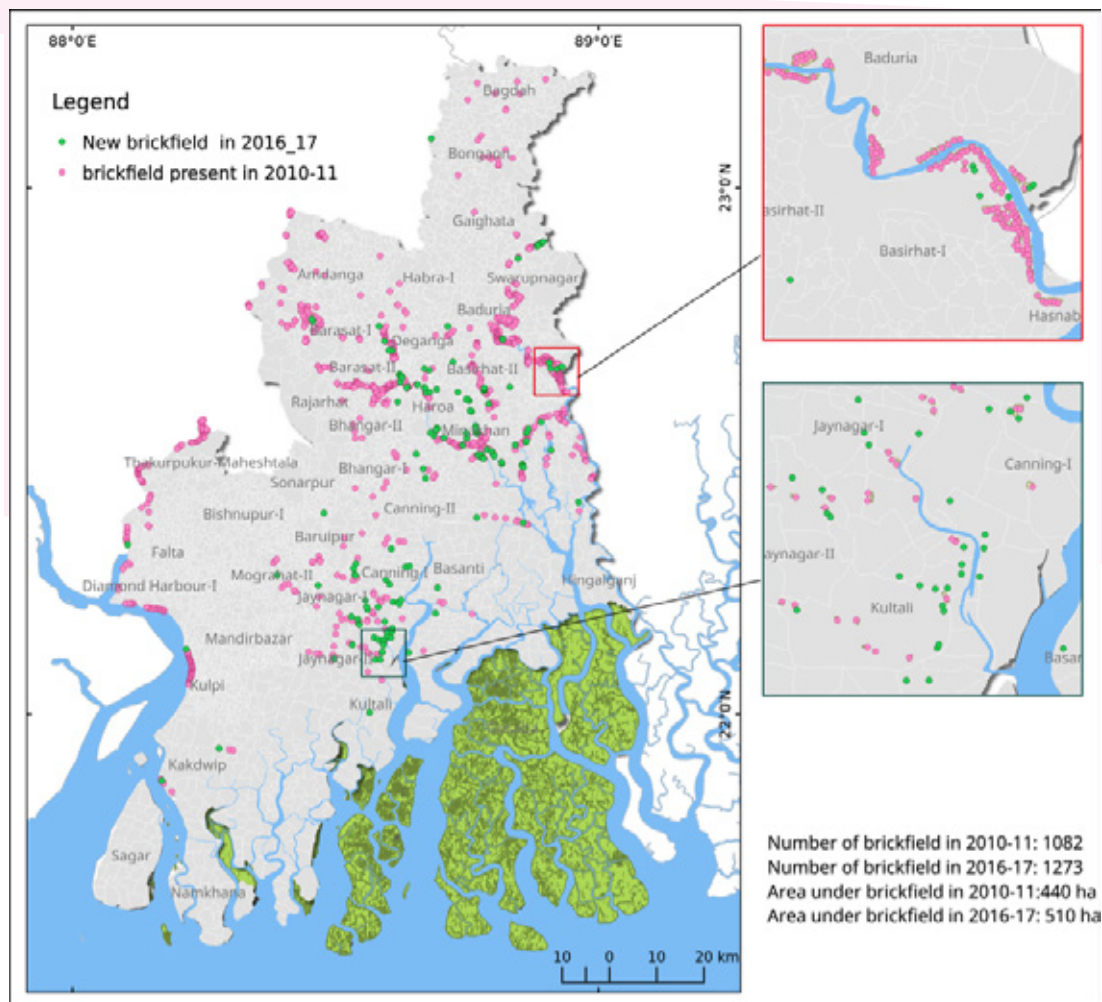 88°0′E
89°0′E
Legend
New brickfield in 2016_17
brickfield present in 2010-11
Bagdah
Bongaon
23°0′N
Gaighata
Amdanga
Habra-I
Swarupnagar
Baduria
Barasat-I
Deganga
Barasat-II
Basirhat-II
Rajarhat
Haroa
Bhangar-II
Minakhan
Thakurpukur-Maheshtala
Bhangar-I
Sonarpur
Bishnupur-I
Canning-II
Baruipur
Falta
Mograhat-II
Canning-I
Basanti
Hingalganj
Diamond Harbour-I
Jaynagar-I
Mandirbazar
Jaynagar-II
Kulpi
Kultali
22°0′N
Kakdwip
Sagar
Namkhana
10 0 10 20 km
Baduria
asirhat-II
Basirhat-I
Hasnab
Jaynagar-I
Canning-I
aynagar-II
Kultali
Basan
Number of brickfield in 2010-11: 1082
Number of brickfield in 2016-17: 1273
Area under brickfield in 2010-11:440 ha
Area under brickfield in 2016-17: 510 ha